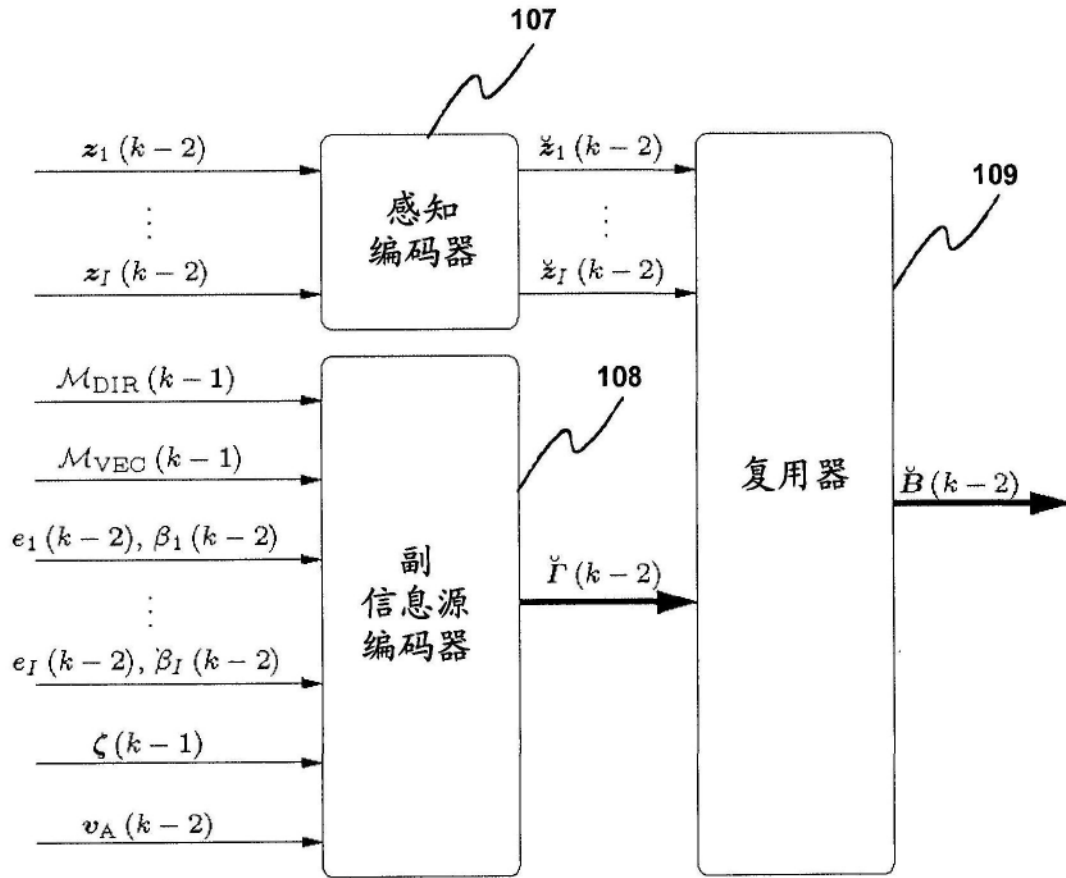 107
z₁ (k−2)
⋮
z_I (k−2)
感知
编码器
z̆₁ (k−2)
⋮
z̆_I (k−2)
109
ℳ_DIR (k−1)
ℳ_VEC (k−1)
e₁ (k−2), β₁ (k−2)
⋮
e_I (k−2), β_I (k−2)
ζ (k−1)
v_A (k−2)
108
副
信息源
编码器
Γ̆ (k−2)
复用器
B̆ (k−2)